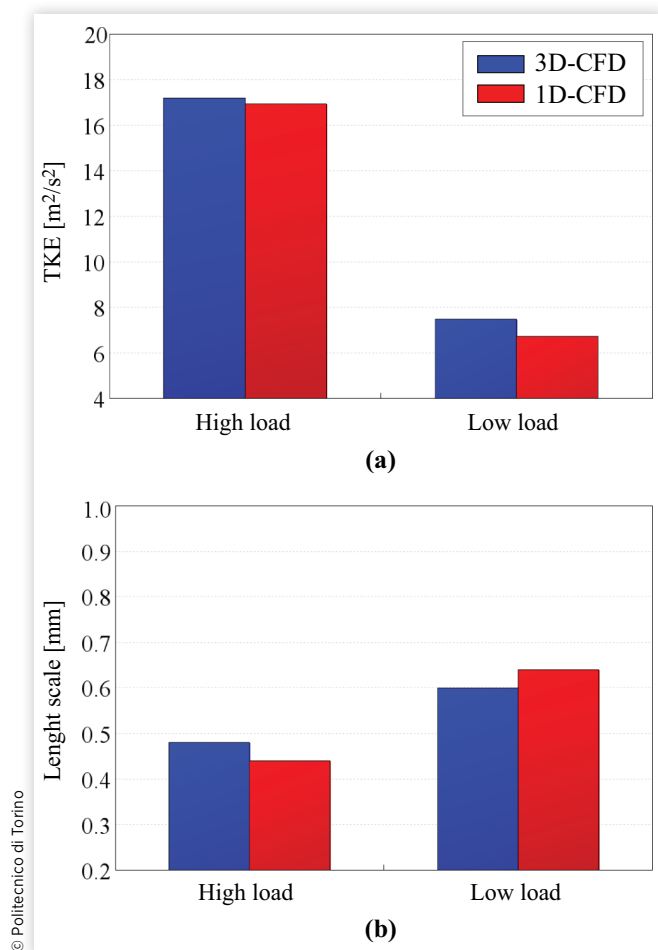 20
18
16
14
12
10
8
6
4
TKE [m²/s²]
3D-CFD
1D-CFD
High load
Low load
(a)
1.0
0.9
0.8
0.7
0.6
0.5
0.4
0.3
0.2
Lenght scale [mm]
High load
Low load
(b)
© Politecnico di Torino